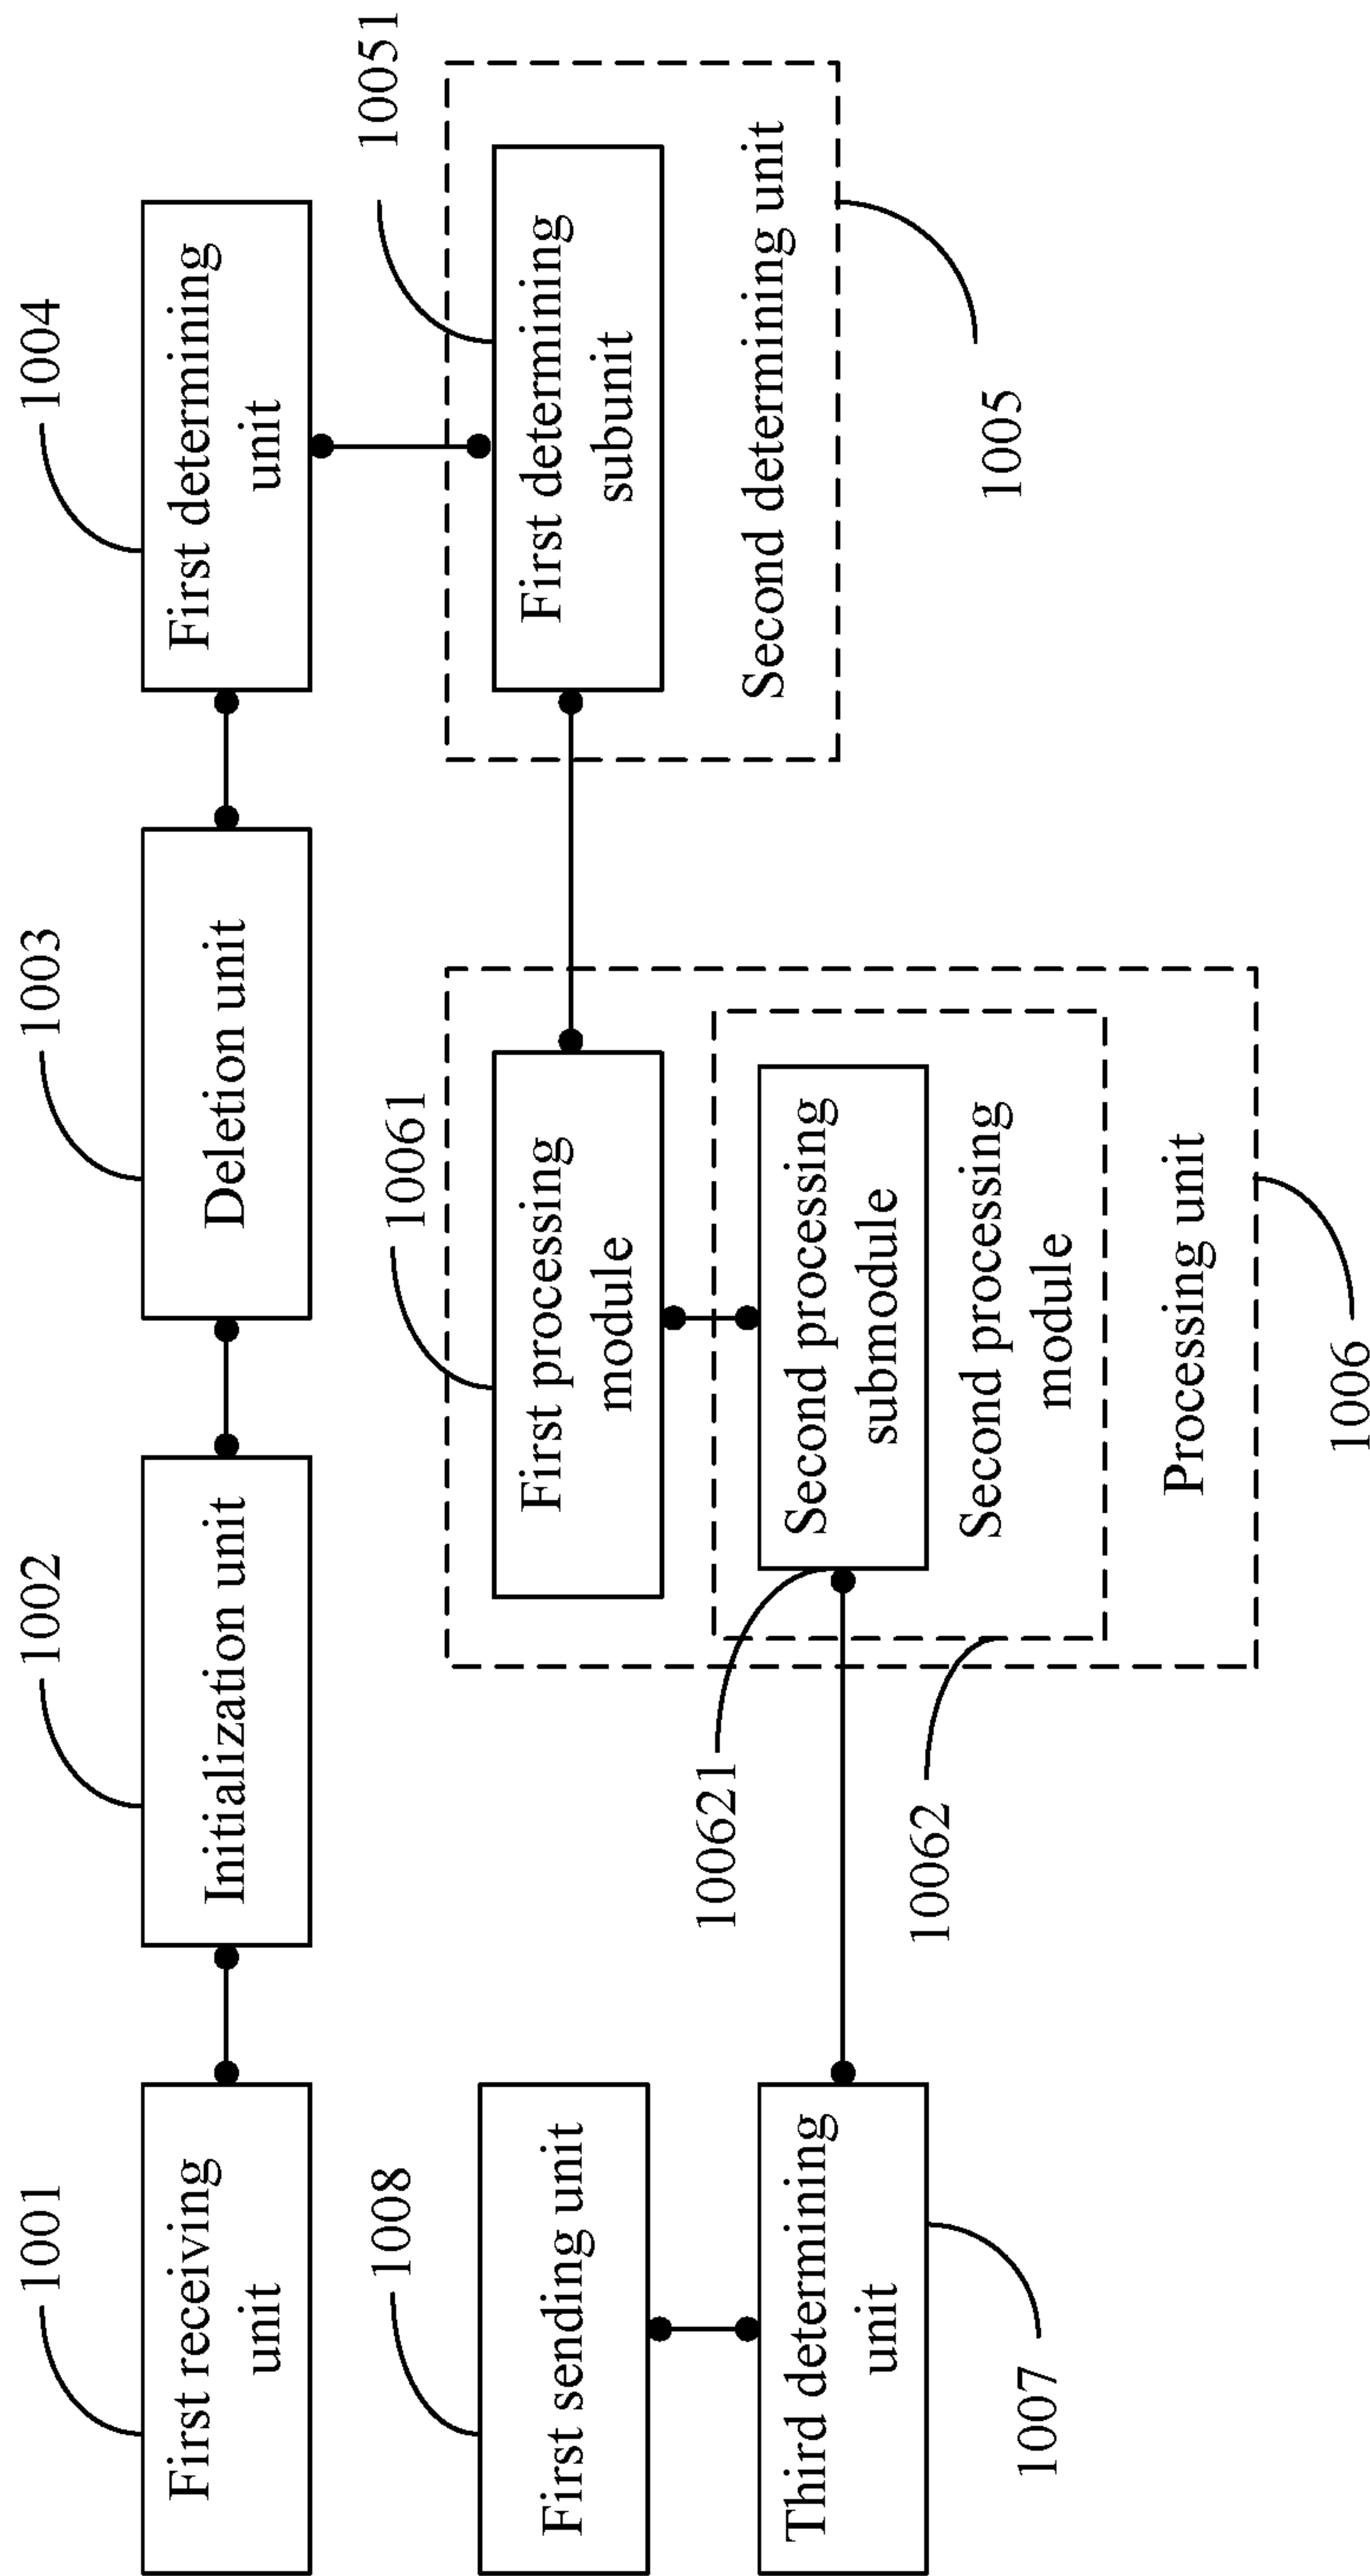 1001
1002
1003
1004
First receiving
unit
Initialization unit
Deletion unit
First determining
unit
1008
10061
10051
First sending unit
First processing
module
First determining
subunit
Second determining unit
1005
10621
Third determining
unit
Second processing
submodule
Second processing
module
10062
1007
Processing unit
1006